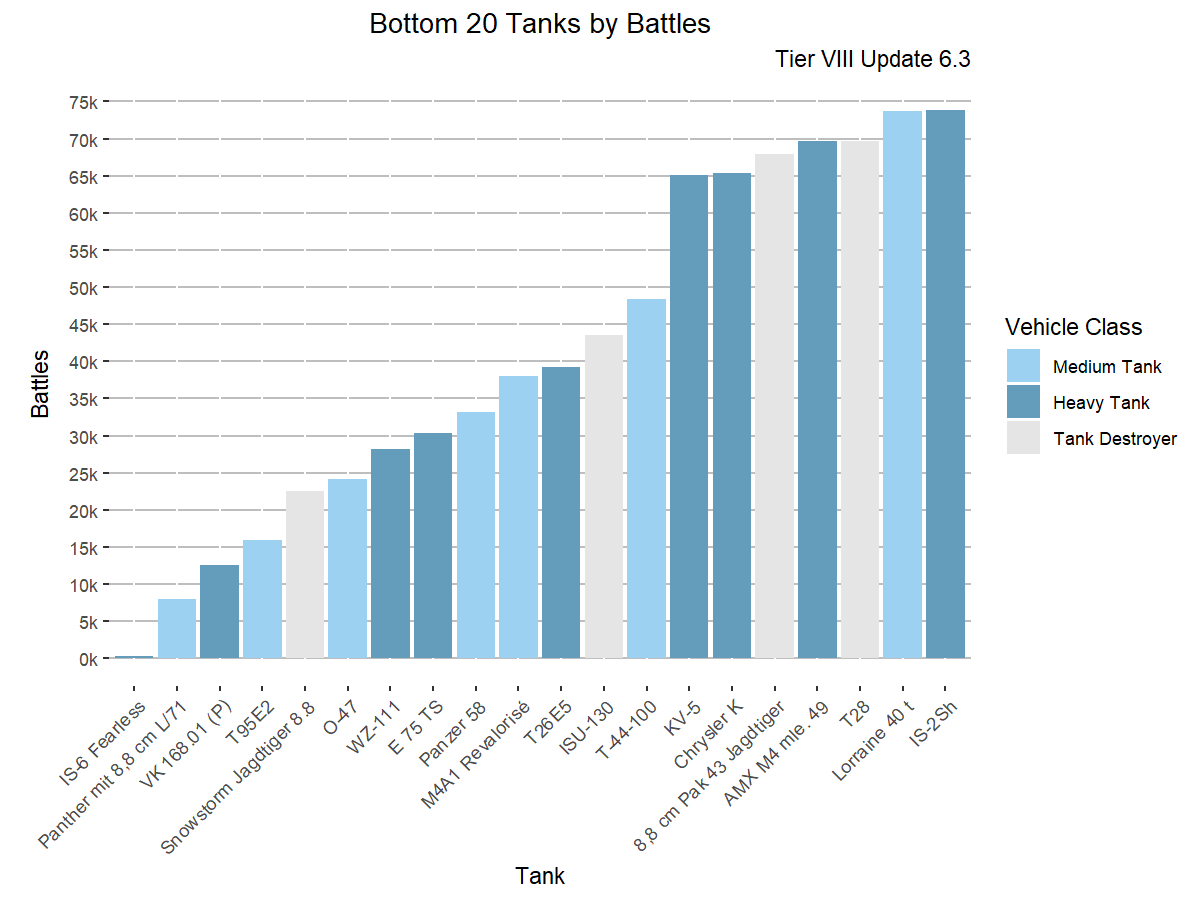 Bottom 20 Tanks by Battles
Tier VIII Update 6.3
75k
70k
65k
60k
55k
50k
45k
40k
35k
30k
25k
20k
15k
10k
5k
0k
Battles
IS-6 Fearless
Panther mit 8,8 cm L/71
VK 168.01 (P)
T95E2
Snowstorm Jagdtiger 8.8
O-47
WZ-111
E 75 TS
Panzer 58
M4A1 Revalorisé
T26E5
ISU-130
T-44-100
KV-5
Chrysler K
8,8 cm Pak 43 Jagdtiger
AMX M4 mle. 49
T28
Lorraine 40 t
IS-2Sh
Tank
Vehicle Class
Medium Tank
Heavy Tank
Tank Destroyer